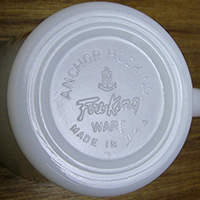 ANCHOR HOCKING
Fire-King
WARE
MADE IN U.S.A